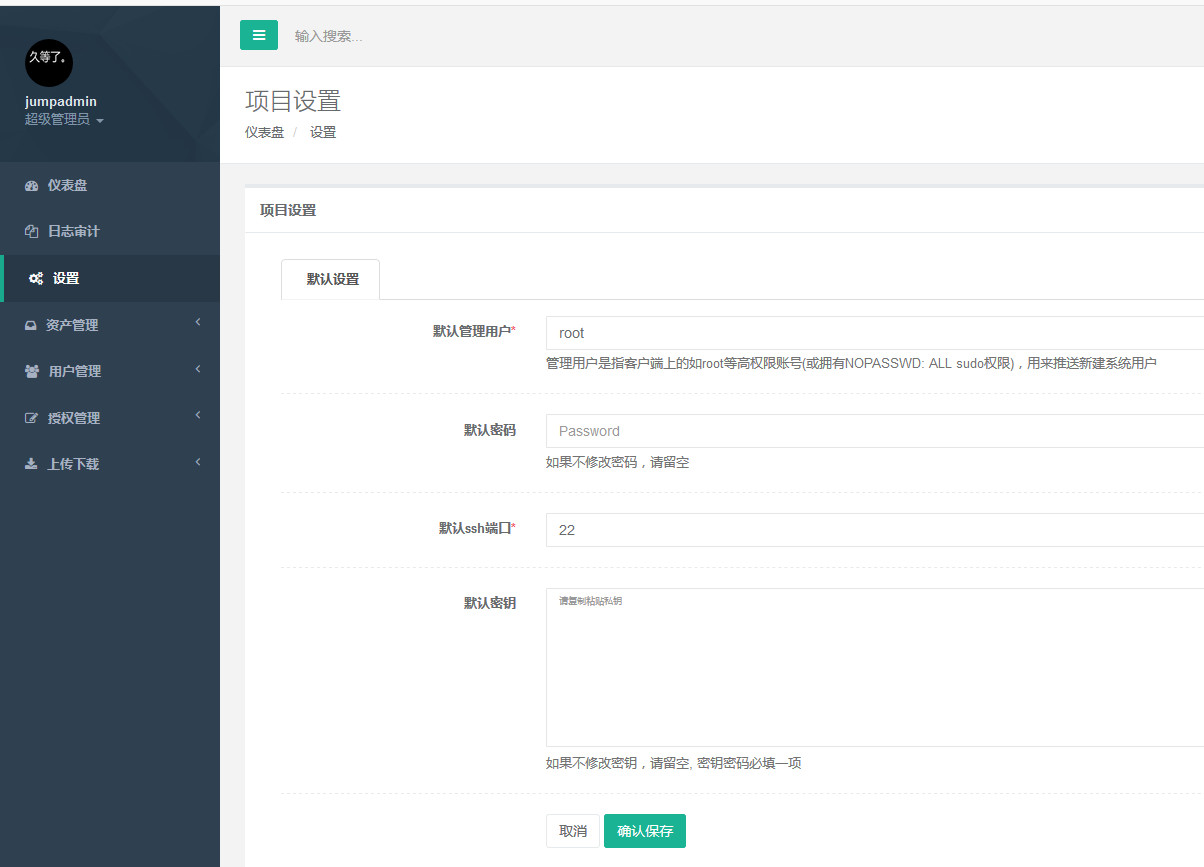 久等了。
jumpadmin
超级管理员
仪表盘
日志审计
设置
资产管理
用户管理
授权管理
上传下载
输入搜索...
项目设置
仪表盘 / 设置
项目设置
默认设置
默认管理用户* root
管理用户是指客户端上的如root等高权限账号(或拥有NOPASSWD: ALL sudo权限)，用来推送新建系统用户
默认密码 Password
如果不修改密码，请留空
默认ssh端口* 22
默认密钥 请复制粘贴私钥
如果不修改密钥，请留空, 密钥密码必填一项
取消 确认保存